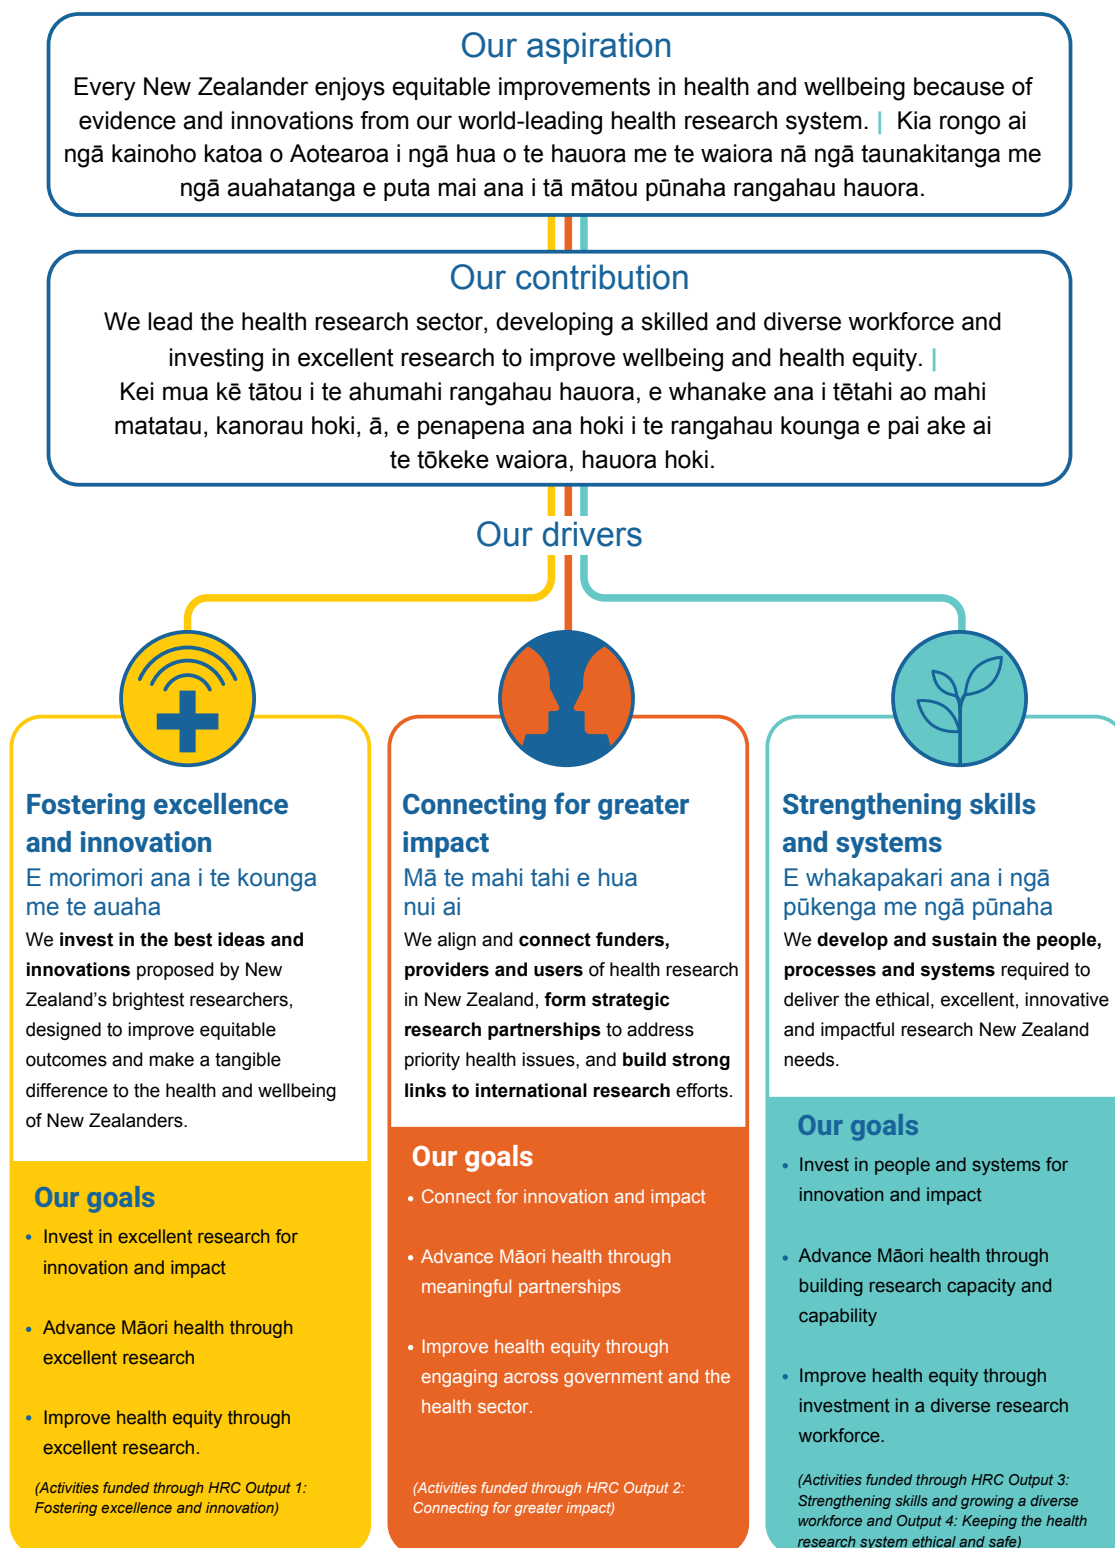 Our aspiration
Every New Zealander enjoys equitable improvements in health and wellbeing because of
evidence and innovations from our world-leading health research system. | Kia rongo ai
ngā kainoho katoa o Aotearoa i ngā hua o te hauora me te waiora nā ngā taunakitanga me
ngā auahatanga e puta mai ana i tā mātou pūnaha rangahau hauora.
Our contribution
We lead the health research sector, developing a skilled and diverse workforce and
investing in excellent research to improve wellbeing and health equity. |
Kei mua kē tātou i te ahumahi rangahau hauora, e whanake ana i tētahi ao mahi
matatau, kanorau hoki, ā, e penapena ana hoki i te rangahau kounga e pai ake ai
te tōkeke waiora, hauora hoki.
Our drivers
Fostering excellence
and innovation
E morimori ana i te kounga
me te auaha
We invest in the best ideas and
innovations proposed by New
Zealand's brightest researchers,
designed to improve equitable
outcomes and make a tangible
difference to the health and wellbeing
of New Zealanders.
Our goals
• Invest in excellent research for
innovation and impact
• Advance Māori health through
excellent research
• Improve health equity through
excellent research.
(Activities funded through HRC Output 1:
Fostering excellence and innovation)
Connecting for greater
impact
Mā te mahi tahi e hua
nui ai
We align and connect funders,
providers and users of health research
in New Zealand, form strategic
research partnerships to address
priority health issues, and build strong
links to international research efforts.
Our goals
• Connect for innovation and impact
• Advance Māori health through
meaningful partnerships
• Improve health equity through
engaging across government and the
health sector.
(Activities funded through HRC Output 2:
Connecting for greater impact)
Strengthening skills
and systems
E whakapakari ana i ngā
pūkenga me ngā pūnaha
We develop and sustain the people,
processes and systems required to
deliver the ethical, excellent, innovative
and impactful research New Zealand
needs.
Our goals
• Invest in people and systems for
innovation and impact
• Advance Māori health through
building research capacity and
capability
• Improve health equity through
investment in a diverse research
workforce.
(Activities funded through HRC Output 3:
Strengthening skills and growing a diverse
workforce and Output 4: Keeping the health
research system ethical and safe)